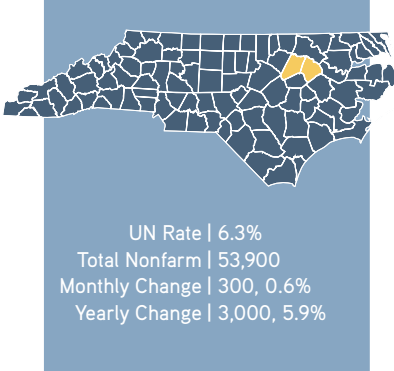 UN Rate | 6.3%
Total Nonfarm | 53,900
Monthly Change | 300, 0.6%
Yearly Change | 3,000, 5.9%